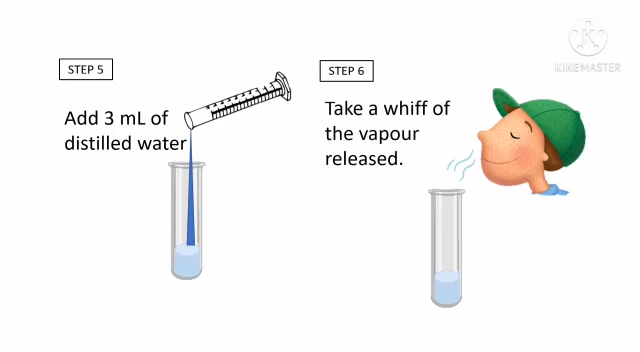 STEP 5
Add 3 mL of
distilled water
STEP 6
Take a whiff of
the vapour
released.
KINEMASTER